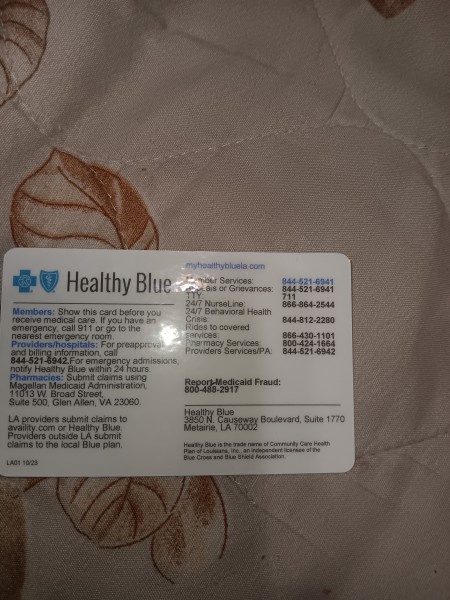 Healthy Blue
Members: Show this card before you
receive medical care. If you have an
emergency, call 911 or go to the
nearest emergency room.
Providers/hospitals: For preapproval
and billing information, call
844-521-6942.For emergency admissions,
notify Healthy Blue within 24 hours.
Pharmacies: Submit claims using
Magellan Medicaid Administration,
11013 W. Broad Street,
Suite 500, Glen Allen, VA 23060.
LA providers submit claims to
availity.com or Healthy Blue.
Providers outside LA submit
claims to the local Blue plan.
LA01 10/23
myhealthybluela.com
Services: 844-521-6941
or Grievances: 844-521-6941
TTY: 711
24/7 NurseLine: 866-864-2544
24/7 Behavioral Health
Crisis: 844-812-2280
Rides to covered
services: 866-430-1101
Pharmacy Services: 800-424-1664
Providers Services/PA: 844-521-6942
Report Medicaid Fraud:
800-488-2917
Healthy Blue
3850 N. Causeway Boulevard, Suite 1770
Metairie, LA 70002
Healthy Blue is the trade name of Community Care Health
Plan of Louisiana, Inc., an independent licensee of the
Blue Cross and Blue Shield Association.